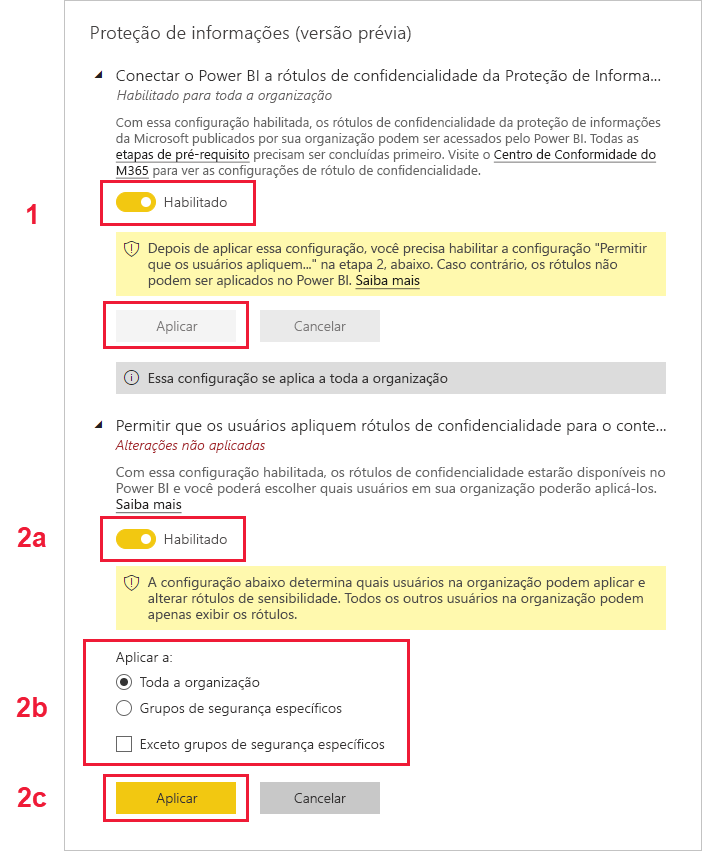 Proteção de informações (versão prévia)
Conectar o Power BI a rótulos de confidencialidade da Proteção de Informa...
Habilitado para toda a organização
Com essa configuração habilitada, os rótulos de confidencialidade da proteção de informações
da Microsoft publicados por sua organização podem ser acessados pelo Power BI. Todas as
etapas de pré-requisito precisam ser concluídas primeiro. Visite o Centro de Conformidade do
M365 para ver as configurações de rótulo de confidencialidade.
1
Habilitado
Depois de aplicar essa configuração, você precisa habilitar a configuração "Permitir
que os usuários apliquem..." na etapa 2, abaixo. Caso contrário, os rótulos não
podem ser aplicados no Power BI. Saiba mais
Aplicar Cancelar
Essa configuração se aplica a toda a organização
Permitir que os usuários apliquem rótulos de confidencialidade para o conte...
Alterações não aplicadas
Com essa configuração habilitada, os rótulos de confidencialidade estarão disponíveis no
Power BI e você poderá escolher quais usuários em sua organização poderão aplicá-los.
Saiba mais
2a
Habilitado
A configuração abaixo determina quais usuários na organização podem aplicar e
alterar rótulos de sensibilidade. Todos os outros usuários na organização podem
apenas exibir os rótulos.
Aplicar a:
Toda a organização
2b
Grupos de segurança específicos
Exceto grupos de segurança específicos
2c
Aplicar Cancelar